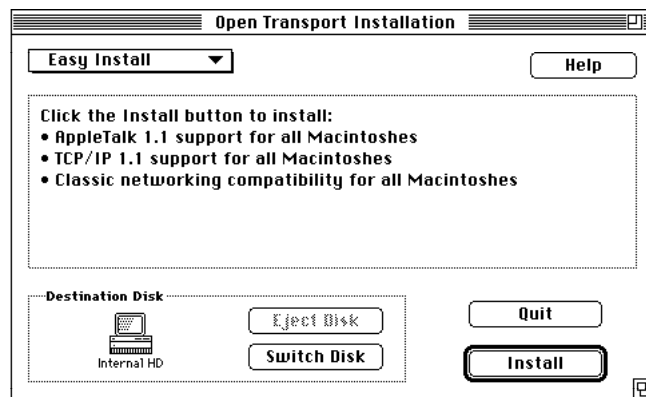 Open Transport Installation
Easy Install
Help
Click the Install button to install:
• AppleTalk 1.1 support for all Macintoshes
• TCP/IP 1.1 support for all Macintoshes
• Classic networking compatibility for all Macintoshes
Destination Disk
Internal HD
Eject Disk
Switch Disk
Quit
Install